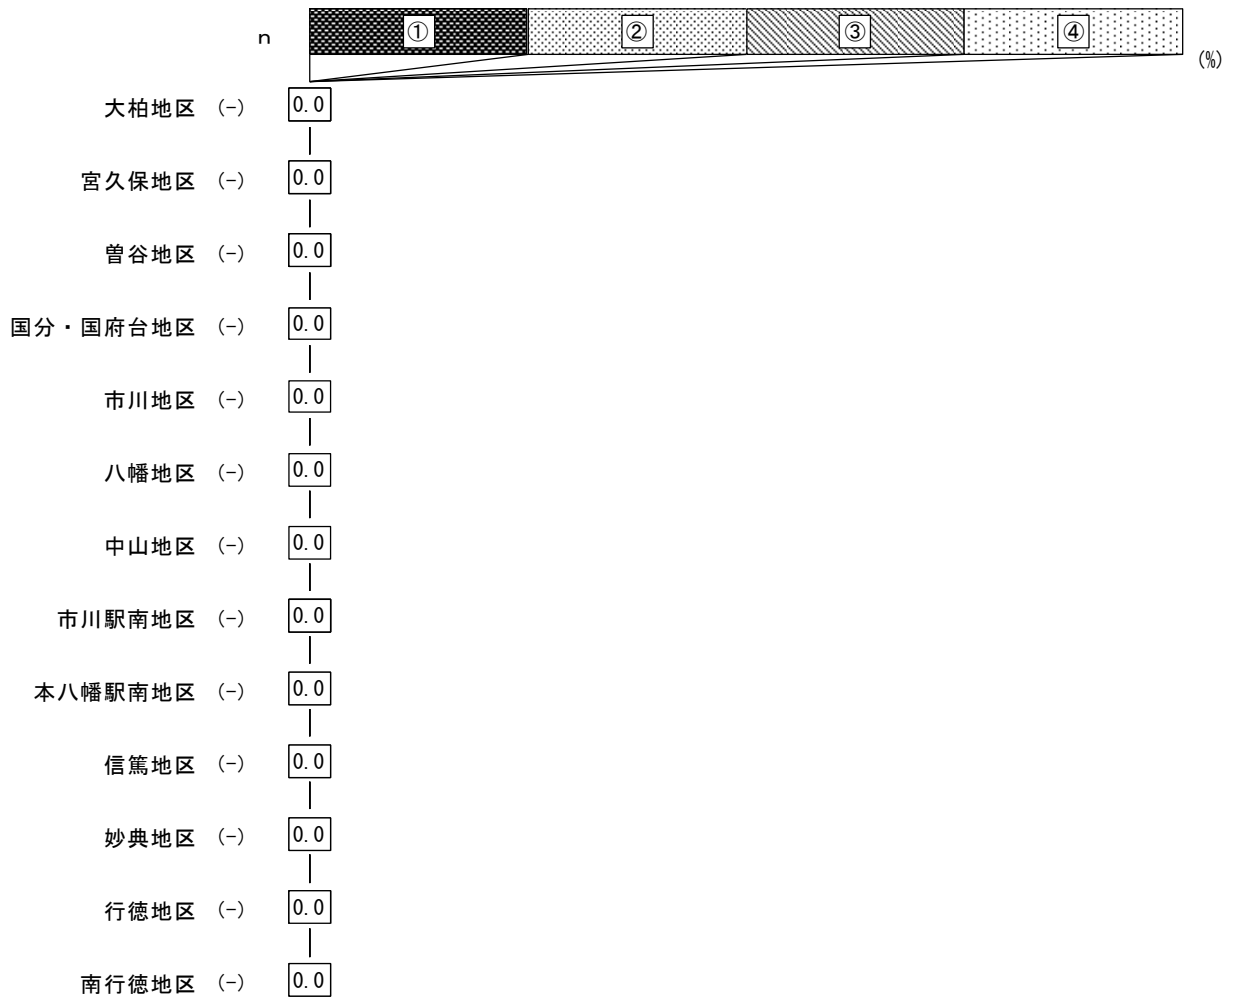 n ① ② ③ ④
(%)
大柏地区 (-) 0.0
宮久保地区 (-) 0.0
曽谷地区 (-) 0.0
国分・国府台地区 (-) 0.0
市川地区 (-) 0.0
八幡地区 (-) 0.0
中山地区 (-) 0.0
市川駅南地区 (-) 0.0
本八幡駅南地区 (-) 0.0
信篤地区 (-) 0.0
妙典地区 (-) 0.0
行徳地区 (-) 0.0
南行徳地区 (-) 0.0